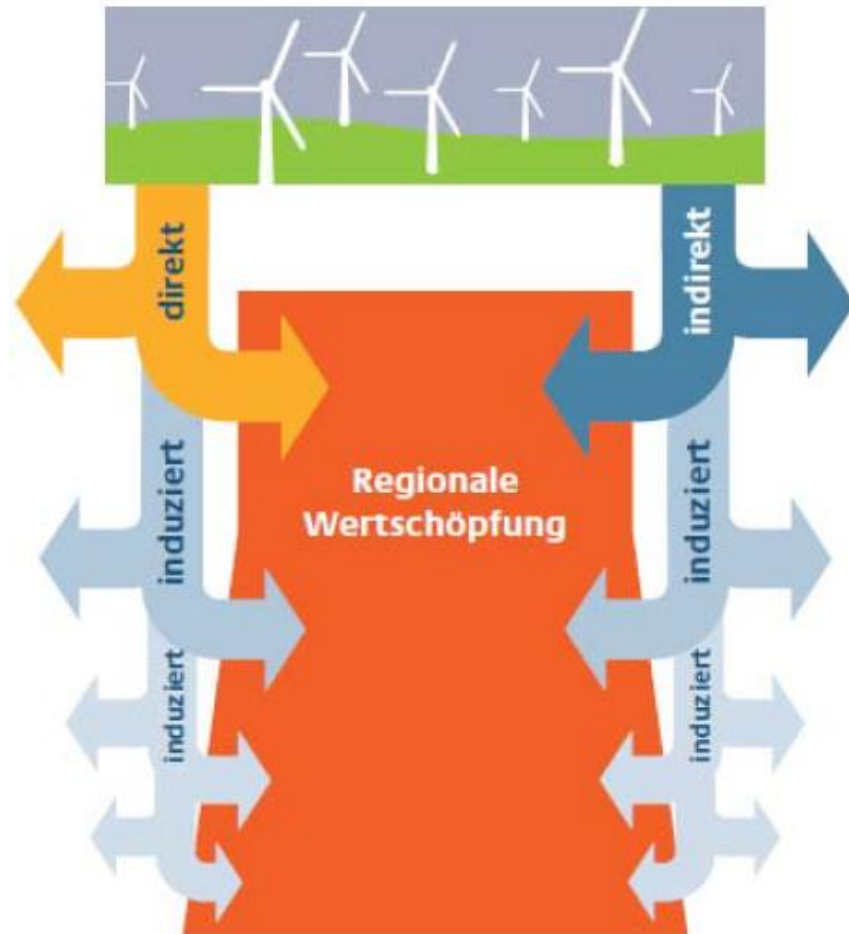 direkt
indirekt
Regionale
Wertschöpfung
induziert
induziert
induziert
induziert